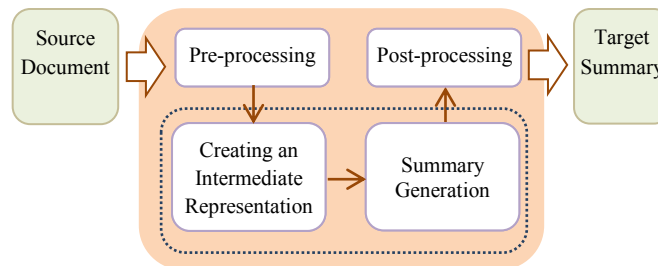 Source
Document
Pre-processing
Post-processing
Target
Summary
Creating an
Intermediate
Representation
Summary
Generation